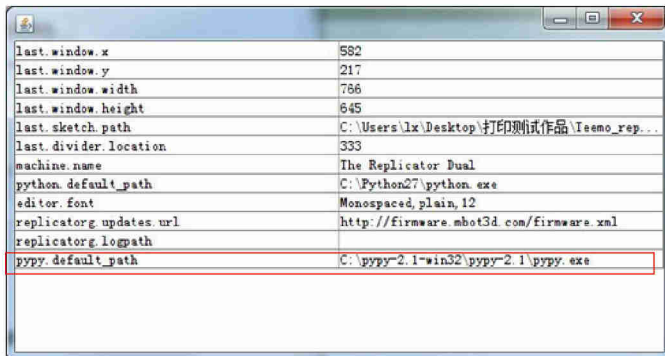 last.window.x 582
last.window.y 217
last.window.width 766
last.window.height 645
last.sketch.path C:\Users\lx\Desktop\打印测试作品\Teemo_rep...
last.divider.location 333
machine.name The Replicator Dual
python.default_path C:\Python27\python.exe
editor.font Monospaced,plain,12
replicatorg.updates.url http://firmware.mbot3d.com/firmware.xml
replicatorg.logpath
pypy.default_path C:\pypy-2.1-win32\pypy-2.1\pypy.exe